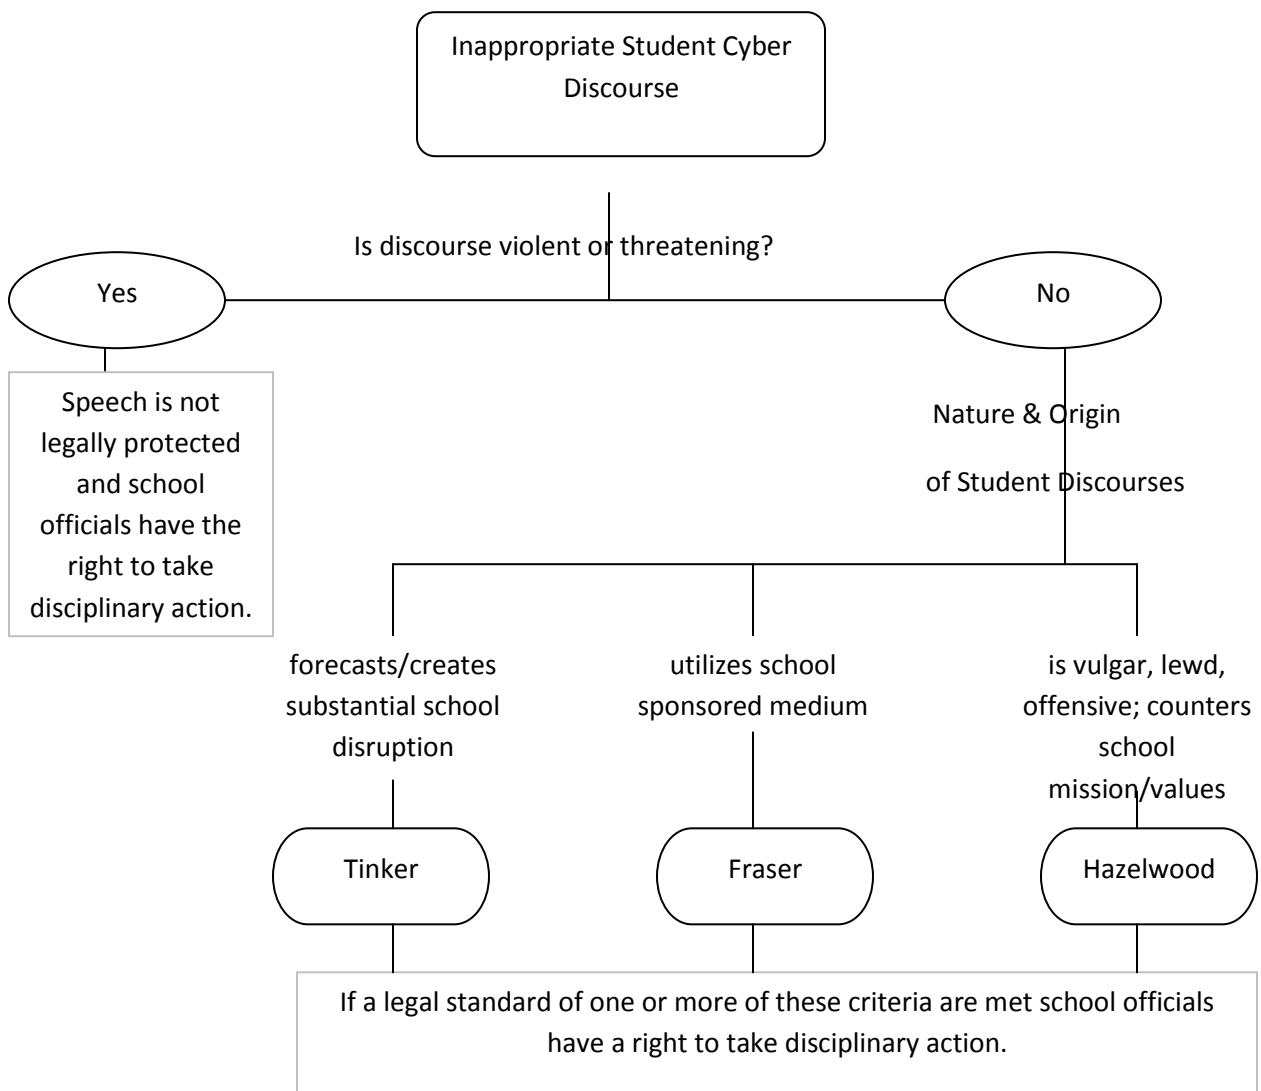 Inappropriate Student Cyber
Discourse
Is discourse violent or threatening?
Yes
No
Speech is not
legally protected
and school
officials have the
right to take
disciplinary action.
Nature & Origin
of Student Discourses
forecasts/creates
substantial school
disruption
utilizes school
sponsored medium
is vulgar, lewd,
offensive; counters
school
mission/values
Tinker
Fraser
Hazelwood
If a legal standard of one or more of these criteria are met school officials
have a right to take disciplinary action.